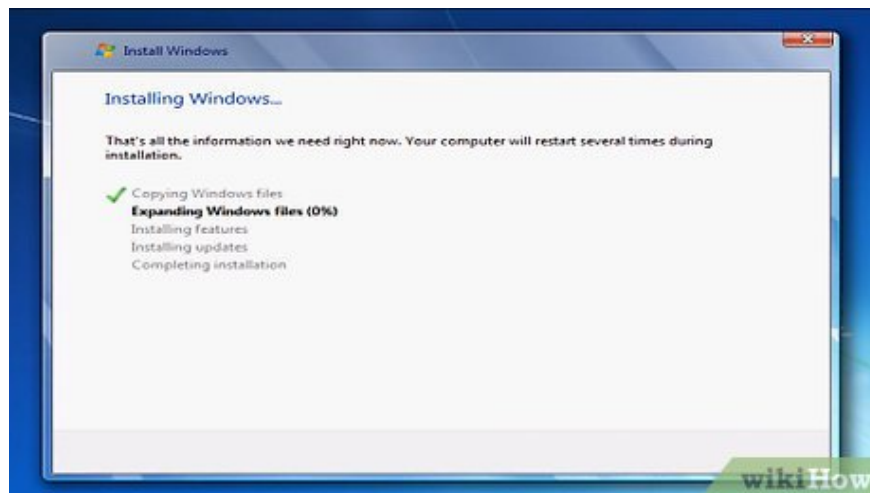 Install Windows
Installing Windows...
That's all the information we need right now. Your computer will restart several times during
installation.
Copying Windows files
Expanding Windows files (0%)
Installing features
Installing updates
Completing installation
wikiHow